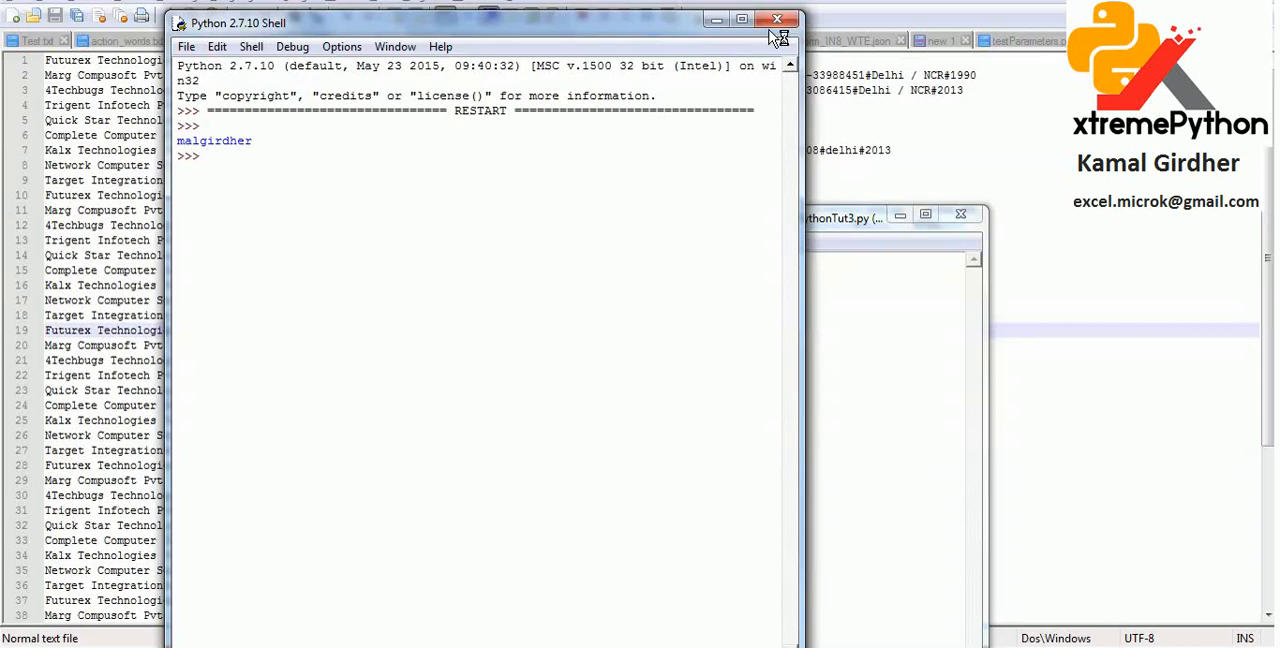 Python 2.7.10 Shell
File Edit Shell Debug Options Window Help
Python 2.7.10 (default, May 23 2015, 09:40:32) [MSC v.1500 32 bit (Intel)] on wi
n32
Type "copyright", "credits" or "license()" for more information.
>>> ================================ RESTART ================================
>>>
malgirdher
>>>
Test.txt action_words.txt
_IN8_WTE.json new 1 testParameters.p
1 Futurex Technologi
2 Marg Compusoft Pvt
3 4Techbugs Technolo
4 Trigent Infotech P
5 Quick Star Technol
6 Complete Computer
7 Kalx Technologies
8 Network Computer S
9 Target Integration
10 Futurex Technologi
11 Marg Compusoft Pvt
12 4Techbugs Technolo
13 Trigent Infotech P
14 Quick Star Technol
15 Complete Computer
16 Kalx Technologies
17 Network Computer S
18 Target Integration
19 Futurex Technologi
20 Marg Compusoft Pvt
21 4Techbugs Technolo
22 Trigent Infotech P
23 Quick Star Technol
24 Complete Computer
25 Kalx Technologies
26 Network Computer S
27 Target Integration
28 Futurex Technologi
29 Marg Compusoft Pvt
30 4Techbugs Technolo
31 Trigent Infotech P
32 Quick Star Technol
33 Complete Computer
34 Kalx Technologies
35 Network Computer S
36 Target Integration
37 Futurex Technologi
38 Marg Compusoft Pvt
-33988451#Delhi / NCR#1990
3086415#Delhi / NCR#2013
08#delhi#2013
ythonTut3.py (...
xtremePython
Kamal Girdher
excel.microk@gmail.com
Normal text file
Dos\Windows UTF-8 INS